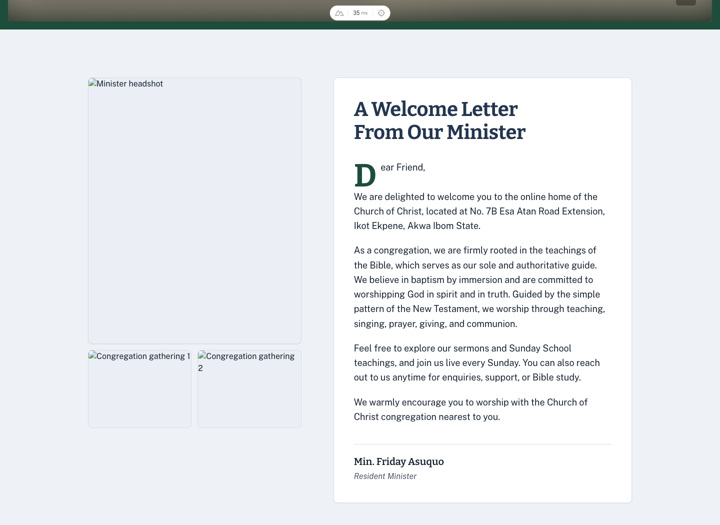 35 ms
Minister headshot
Congregation gathering 1
Congregation gathering
2
A Welcome Letter
From Our Minister
Dear Friend,
We are delighted to welcome you to the online home of the
Church of Christ, located at No. 7B Esa Atan Road Extension,
Ikot Ekpene, Akwa Ibom State.
As a congregation, we are firmly rooted in the teachings of
the Bible, which serves as our sole and authoritative guide.
We believe in baptism by immersion and are committed to
worshipping God in spirit and in truth. Guided by the simple
pattern of the New Testament, we worship through teaching,
singing, prayer, giving, and communion.
Feel free to explore our sermons and Sunday School
teachings, and join us live every Sunday. You can also reach
out to us anytime for enquiries, support, or Bible study.
We warmly encourage you to worship with the Church of
Christ congregation nearest to you.
Min. Friday Asuquo
Resident Minister